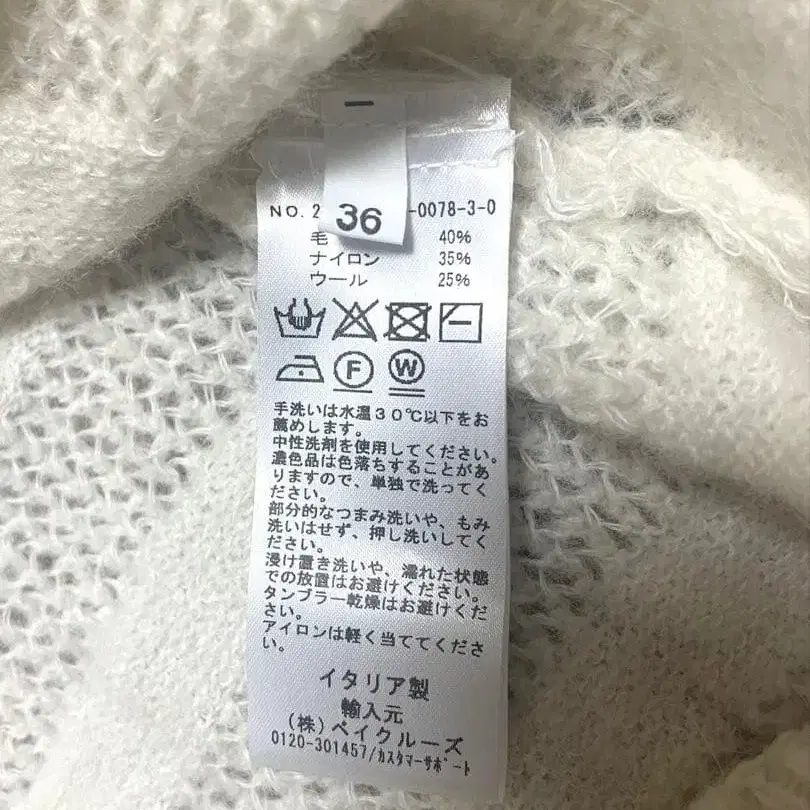 36
NO. 2 -0078-3-0
毛 40%
ナイロン 35%
ウール 25%
F W
手洗いは水温30℃以下をお
薦めします。
中性洗剤を使用してください。
濃色品は色落ちすることがあ
りますので、単独で洗ってく
ださい。
部分的なつまみ洗いや、もみ
洗いはせず、押し洗いしてく
ださい。
浸け置き洗いや、濡れた状態
での放置はお避けください。
タンブラー乾燥はお避けくだ
さい。
アイロンは軽く当ててくださ
い。
イタリア製
輸入元
(株)ベイクルーズ
0120-301457/カスタマーサポート